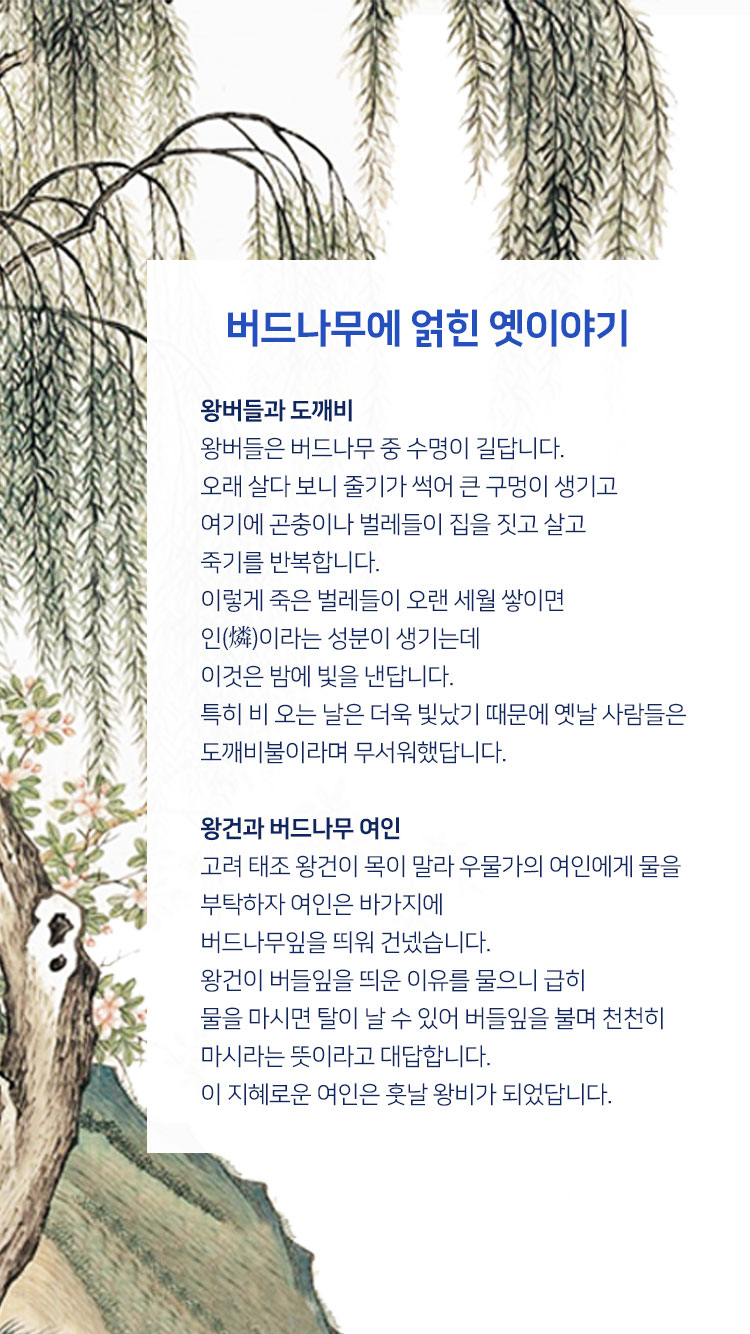 버드나무에 얽힌 옛이야기
왕버들과 도깨비
왕버들은 버드나무 중 수명이 길답니다.
오래 살다 보니 줄기가 썩어 큰 구멍이 생기고
여기에 곤충이나 벌레들이 집을 짓고 살고
죽기를 반복합니다.
이렇게 죽은 벌레들이 오랜 세월 쌓이면
인(燐)이라는 성분이 생기는데
이것은 밤에 빛을 낸답니다.
특히 비 오는 날은 더욱 빛났기 때문에 옛날 사람들은
도깨비불이라며 무서워했답니다.
왕건과 버드나무 여인
고려 태조 왕건이 목이 말라 우물가의 여인에게 물을
부탁하자 여인은 바가지에
버드나무잎을 띄워 건넸습니다.
왕건이 버들잎을 띄운 이유를 물으니 급히
물을 마시면 탈이 날 수 있어 버들잎을 불며 천천히
마시라는 뜻이라고 대답합니다.
이 지혜로운 여인은 훗날 왕비가 되었답니다.